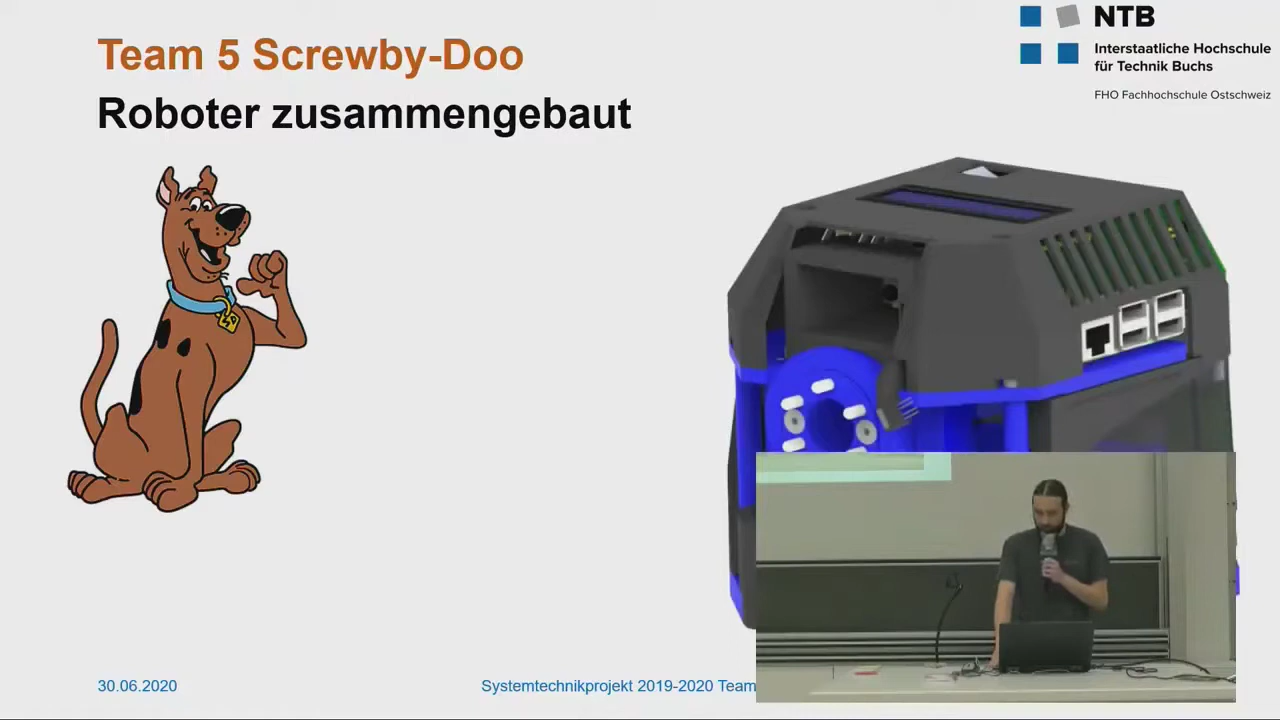 Team 5 Screwby-Doo
Roboter zusammengebaut
NTB
Interstaatliche Hochschule
für Technik Buchs
FHO Fachhochschule Ostschweiz
30.06.2020
Systemtechnikprojekt 2019-2020 Team